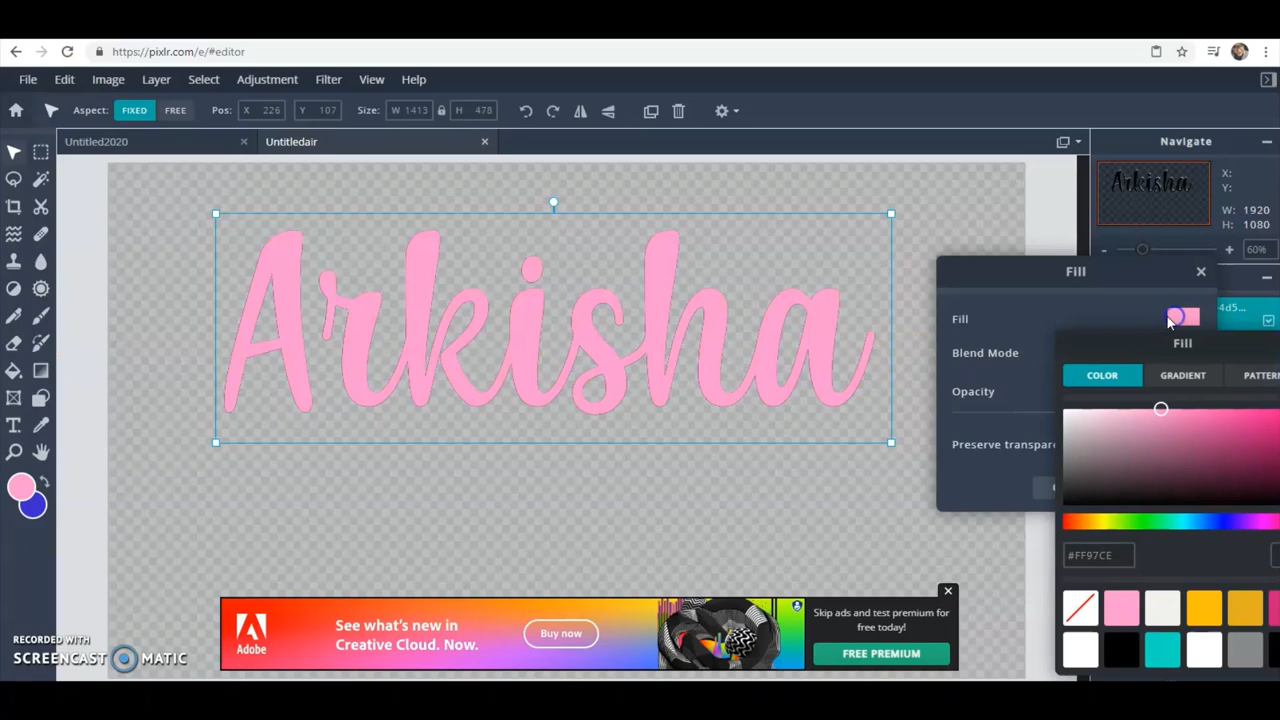 https://pixlr.com/e/#editor
File Edit Image Layer Select Adjustment Filter View Help
Aspect: FIXED FREE Pos: X 226 Y 107 Size: W 1413 H 478
Untitled2020
Untitledair
Navigate
Arkisha
X:
Y:
W: 1920
H: 1080
60%
Arkisha
Fill
Fill
4d5...
Blend Mode
Fill
Opacity
COLOR GRADIENT PATTERN
Preserve transpare
#FF97CE
Adobe
See what's new in
Creative Cloud. Now.
Buy now
Skip ads and test premium for
free today!
FREE PREMIUM
T
RECORDED WITH
SCREENCAST MATIC